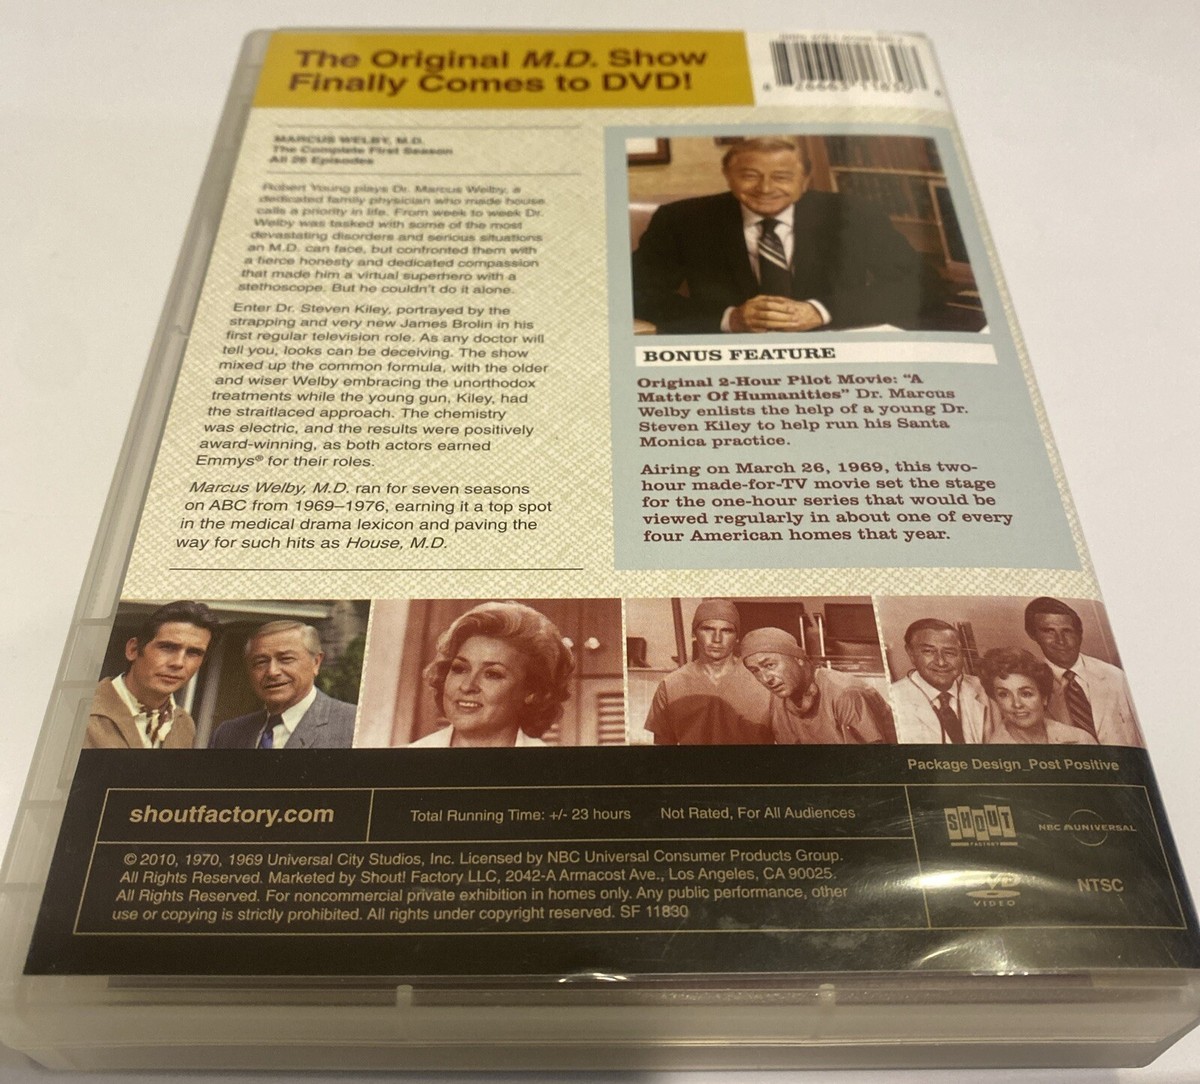 The Original M.D. Show
Finally Comes to DVD!
MARCUS WELBY, M.D.
The Complete First Season
All 26 Episodes
Robert Young plays Dr. Marcus Welby, a
dedicated family physician who made house
calls a priority in life. From week to week Dr.
Welby was tasked with some of the most
devastating disorders and serious situations
an M.D. can face, but confronted them with
a fierce honesty and dedicated compassion
that made him a virtual superhero with a
stethoscope. But he couldn't do it alone.
Enter Dr. Steven Kiley, portrayed by the
strapping and very new James Brolin in his
first regular television role. As any doctor will
tell you, looks can be deceiving. The show
mixed up the common formula, with the older
and wiser Welby embracing the unorthodox
treatments while the young gun, Kiley, had
the straitlaced approach. The chemistry
was electric, and the results were positively
award-winning, as both actors earned
Emmys® for their roles.
Marcus Welby, M.D. ran for seven seasons
on ABC from 1969–1976, earning it a top spot
in the medical drama lexicon and paving the
way for such hits as House, M.D.
BONUS FEATURE
Original 2-Hour Pilot Movie: “A
Matter Of Humanities” Dr. Marcus
Welby enlists the help of a young Dr.
Steven Kiley to help run his Santa
Monica practice.
Airing on March 26, 1969, this two-
hour made-for-TV movie set the stage
for the one-hour series that would be
viewed regularly in about one of every
four American homes that year.
Package Design_Post Positive
shoutfactory.com
Total Running Time: +/- 23 hours
Not Rated, For All Audiences
© 2010, 1970, 1969 Universal City Studios, Inc. Licensed by NBC Universal Consumer Products Group.
All Rights Reserved. Marketed by Shout! Factory LLC, 2042-A Armacost Ave., Los Angeles, CA 90025.
All Rights Reserved. For noncommercial private exhibition in homes only. Any public performance, other
use or copying is strictly prohibited. All rights under copyright reserved. SF 11830
SHOUT
FACTORY
NBC UNIVERSAL
VIDEO
NTSC